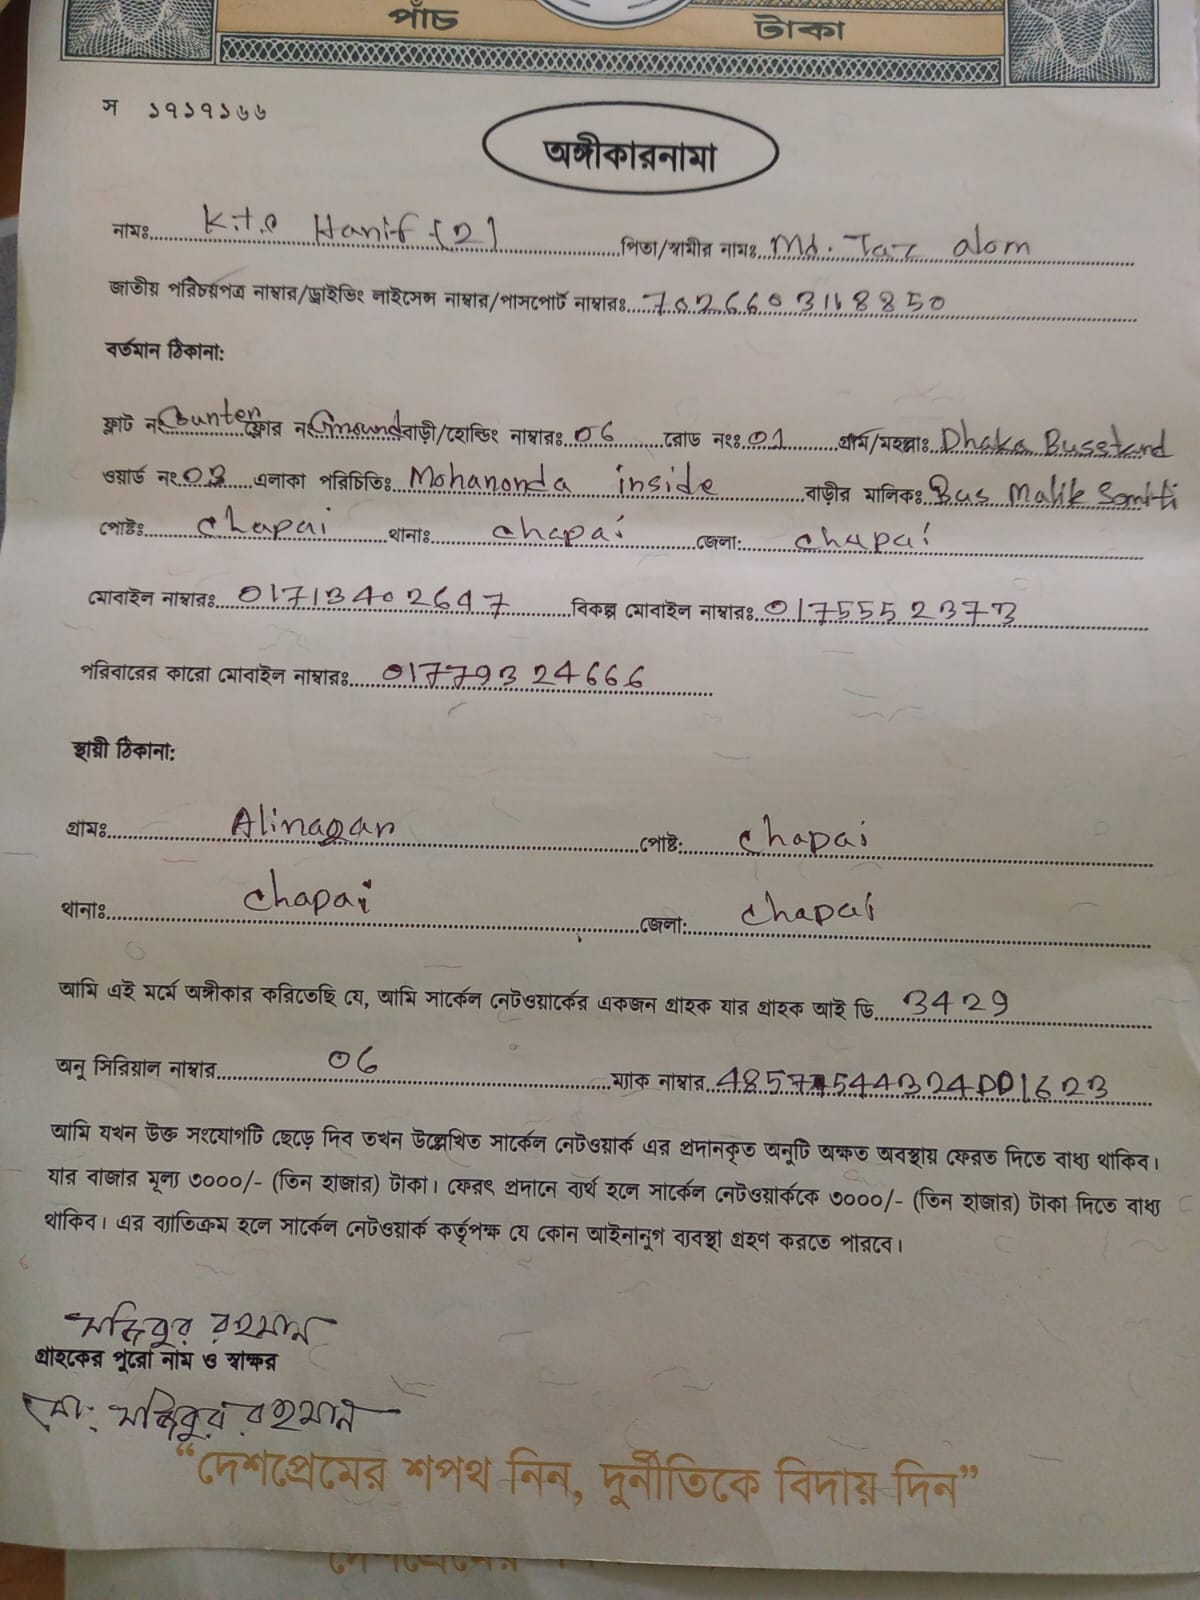 পাঁচ টাকা
স ১৭১৭১৬৬
অঙ্গীকারনামা
নামঃ K.t.c Hanif (2) পিতা/স্বামীর নামঃ Md. Taz alom
জাতীয় পরিচয়পত্র নাম্বার/ড্রাইভিং লাইসেন্স নাম্বার/পাসপোর্ট নাম্বারঃ
বর্তমান ঠিকানা:
ফ্লাট নং Counter ফ্লোর নং Ground বাড়ী/হোল্ডিং নাম্বারঃ 06 রোড নংঃ 01 গ্রাম/মহল্লাঃ Dhaka Busstand
ওয়ার্ড নং 03 এলাকা পরিচিতিঃ Mohanonda inside বাড়ীর মালিকঃ Bus Malik
পোষ্টঃ chapai থানাঃ chapai জেলা: chapai
মোবাইল নাম্বারঃ 01713402647 বিকল্প মোবাইল নাম্বারঃ 0175552373
পরিবারের কারো মোবাইল নাম্বারঃ 01779324666
স্থায়ী ঠিকানা:
গ্রামঃ Alinagar পোষ্ট: chapai
থানাঃ chapai জেলা: chapai
আমি এই মর্মে অঙ্গীকার করিতেছি যে, আমি সার্কেল নেটওয়ার্কের একজন গ্রাহক যার গ্রাহক আই ডি 3429
অনু সিরিয়াল নাম্বার 06 ম্যাক নাম্বার
আমি যখন উক্ত সংযোগটি ছেড়ে দিব তখন উল্লেখিত সার্কেল নেটওয়ার্ক এর প্রদানকৃত অনুটি অক্ষত অবস্থায় ফেরত দিতে বাধ্য থাকিব।
যার বাজার মূল্য ৩০০০/- (তিন হাজার) টাকা। ফেরৎ প্রদানে ব্যর্থ হলে সার্কেল নেটওয়ার্ককে ৩০০০/- (তিন হাজার) টাকা দিতে বাধ্য
থাকিব। এর ব্যাতিক্রম হলে সার্কেল নেটওয়ার্ক কর্তৃপক্ষ যে কোন আইনানুগ ব্যবস্থা গ্রহণ করতে পারবে।
মজিবুর রহমান
গ্রাহকের পুরো নাম ও স্বাক্ষর
মো: মজিবুর রহমান
“দেশপ্রেমের শপথ নিন, দুর্নীতিকে বিদায় দিন”